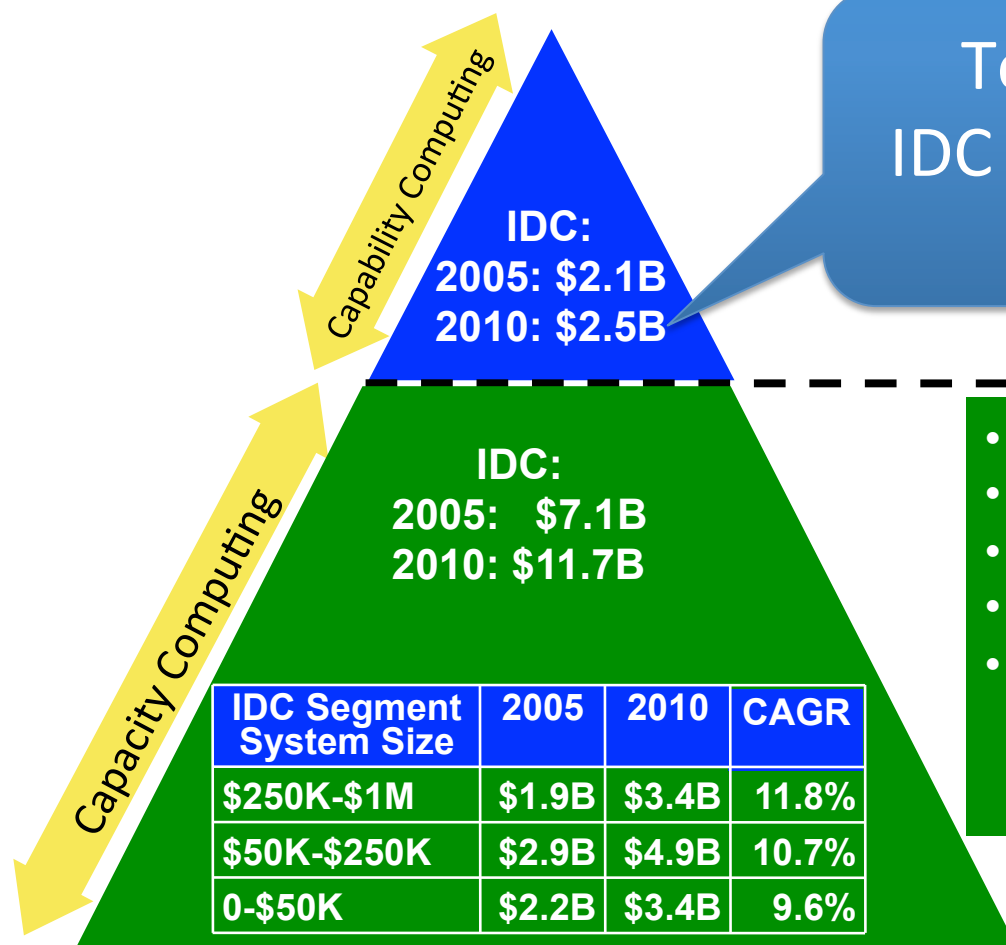 Capability Computing
IDC:
2005: $2.1B
2010: $2.5B
IDC
Capacity Computing
IDC:
2005: $7.1B
2010: $11.7B
•
•
•
•
•
IDC Segment System Size 2005 2010 CAGR
$250K-$1M $1.9B $3.4B 11.8%
$50K-$250K $2.9B $4.9B 10.7%
0-$50K $2.2B $3.4B 9.6%